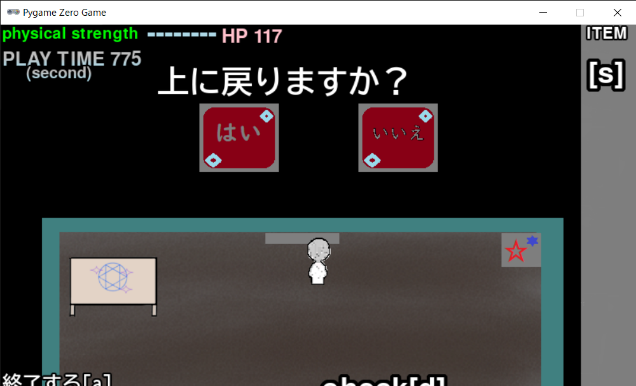 Pygame Zero Game
physical strength -------- HP 117
ITEM
PLAY TIME 775
(second)
[s]
上に戻りますか？
はい
いいえ
終了する[a]
check[d]